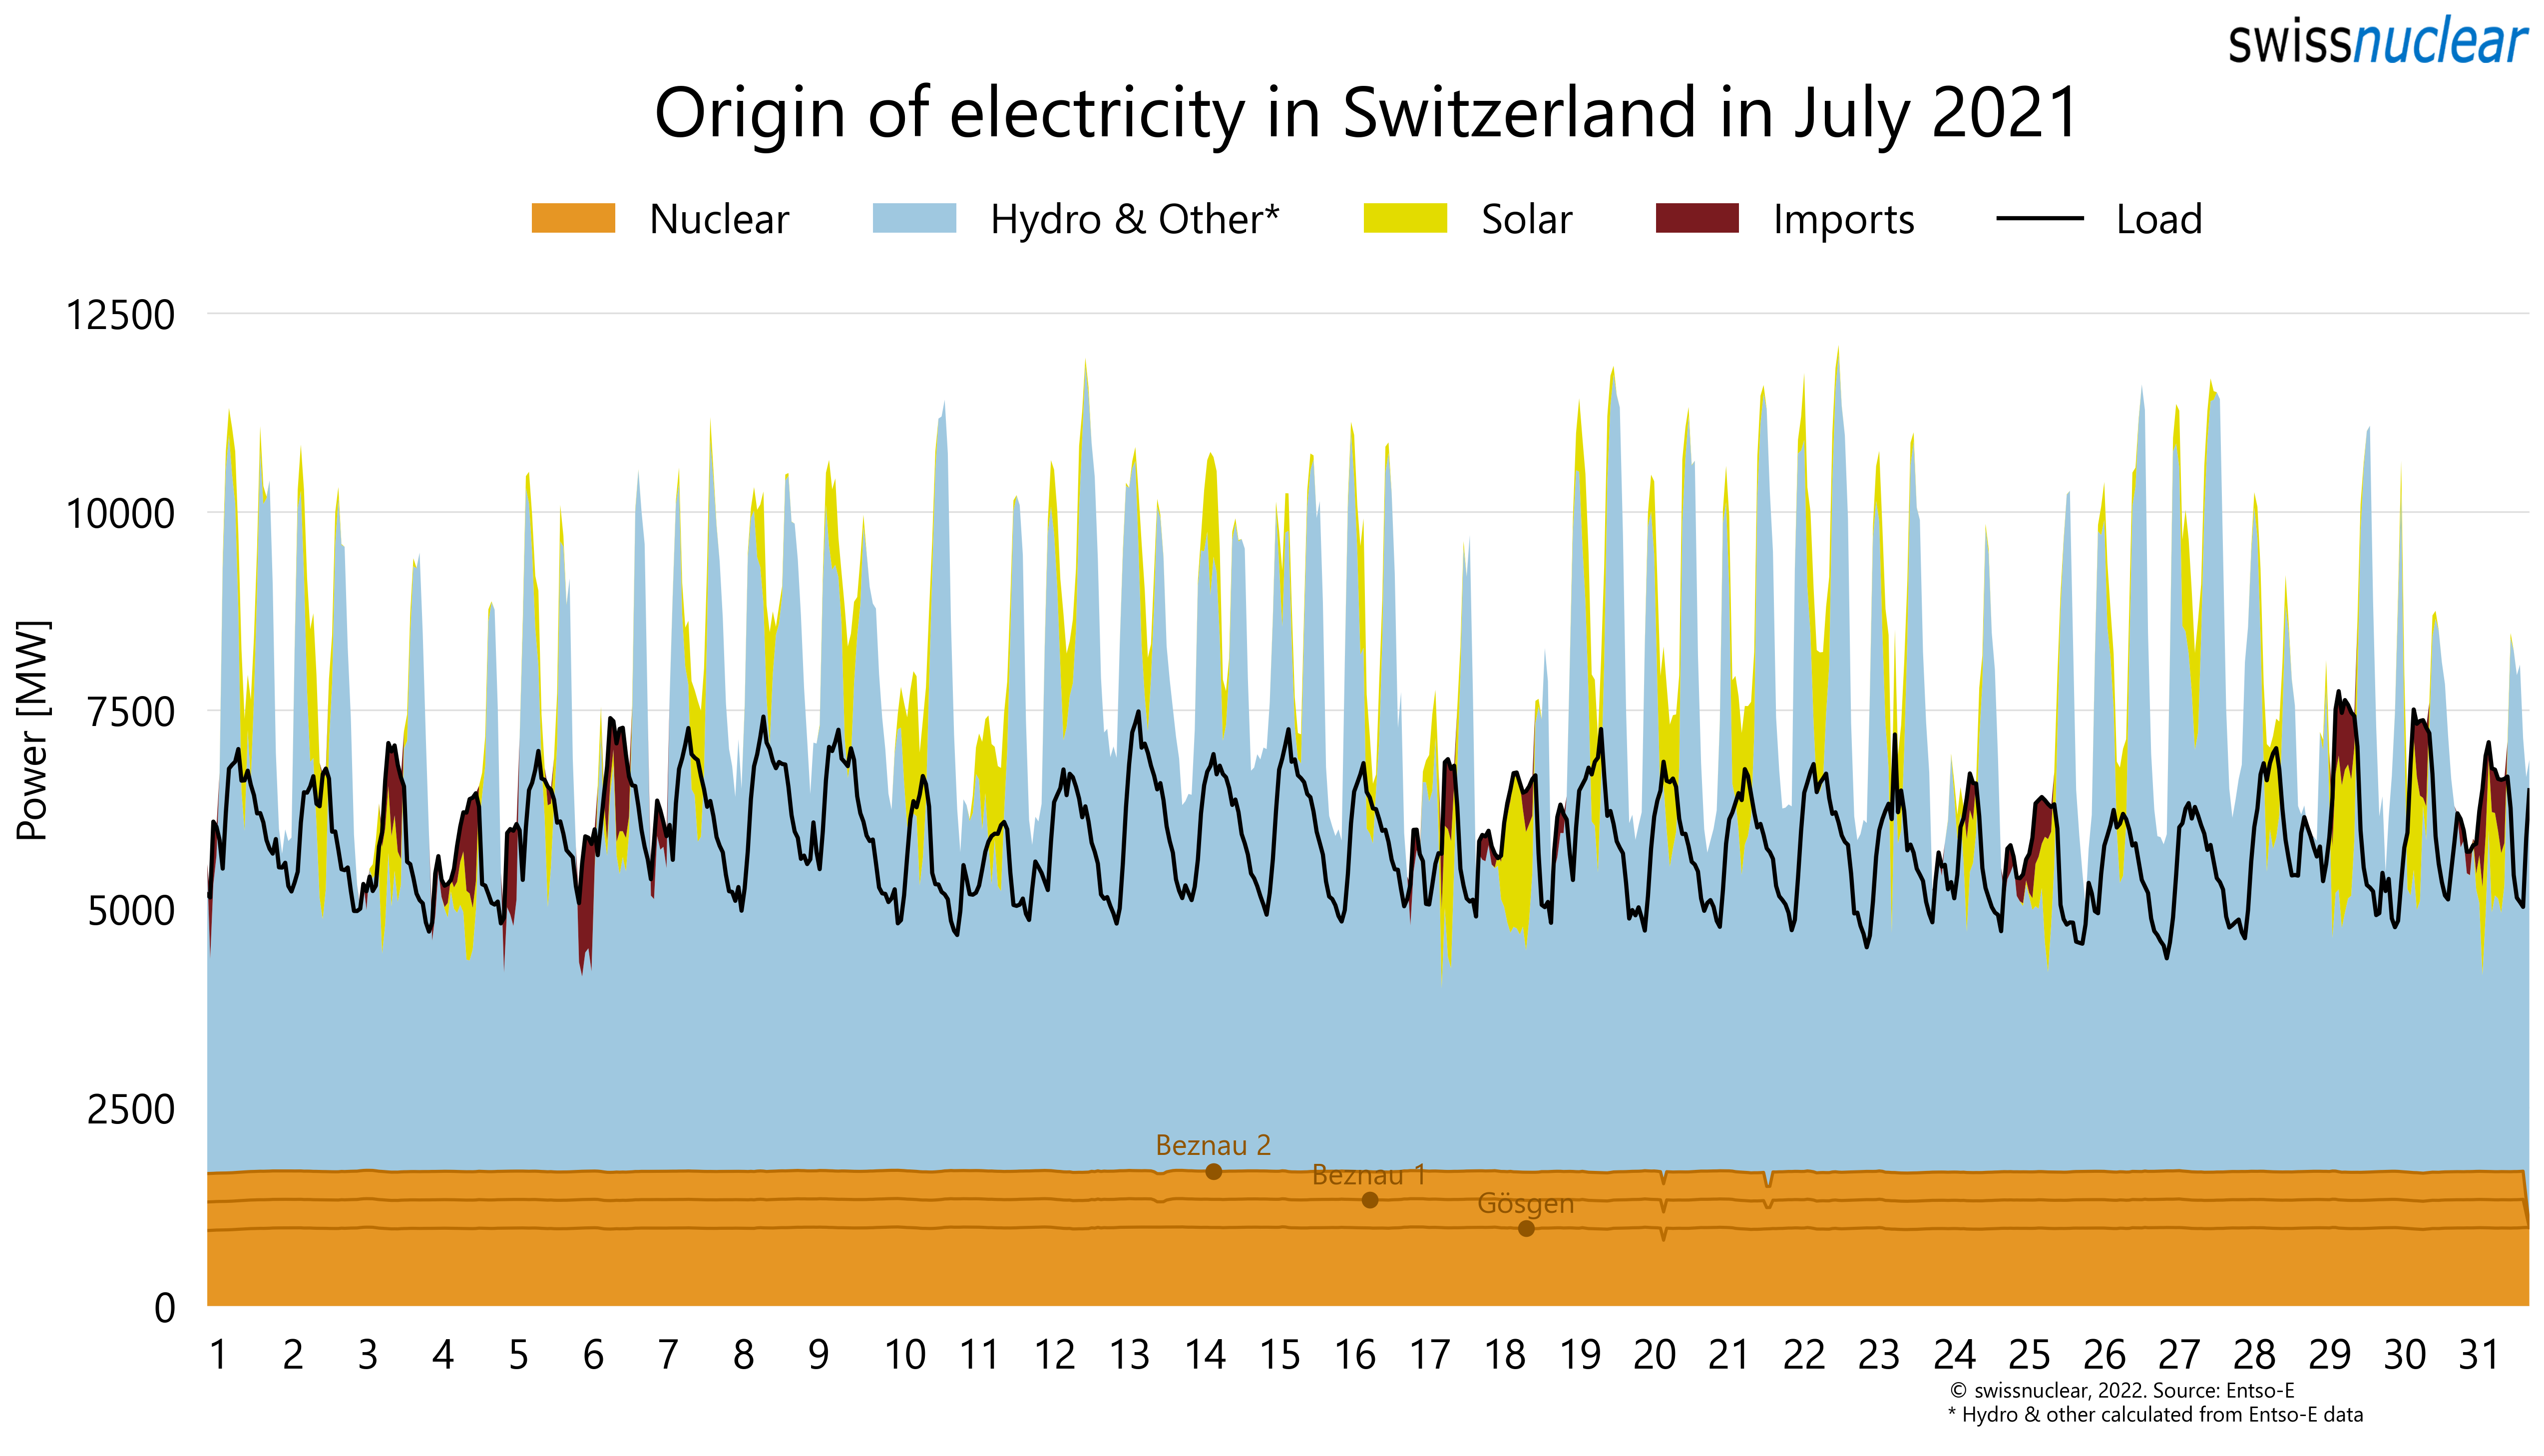 swissnuclear
Origin of electricity in Switzerland in July 2021
Nuclear Hydro & Other* Solar Imports Load
Power [MW]
12500
10000
7500
5000
2500
0
Beznau 2
Beznau 1
Gösgen
1 2 3 4 5 6 7 8 9 10 11 12 13 14 15 16 17 18 19 20 21 22 23 24 25 26 27 28 29 30 31
© swissnuclear, 2022. Source: Entso-E
* Hydro & other calculated from Entso-E data